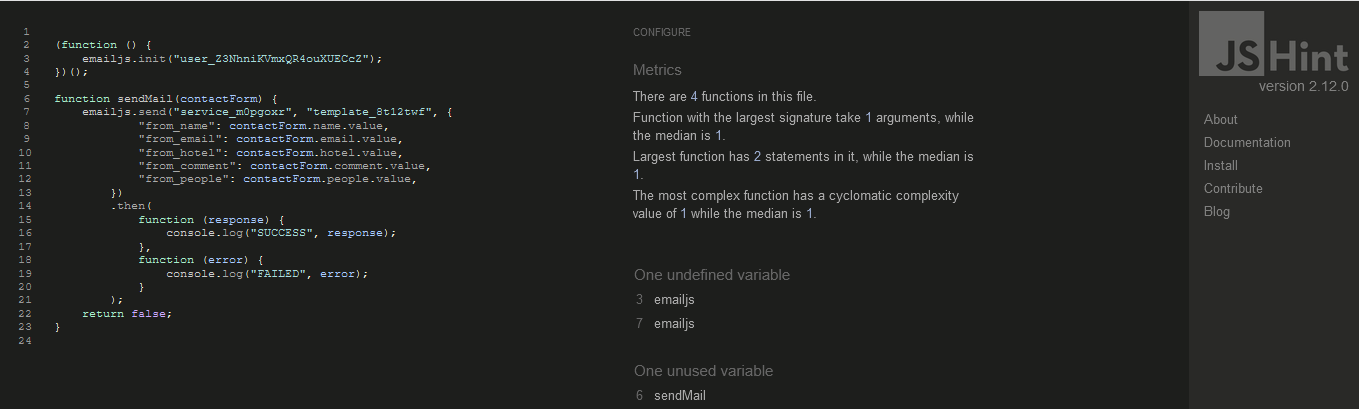 1
2 (function () {
3 emailjs.init("user_Z3NhniKVmxQR4ouXUECcZ");
4 })();
5
6 function sendMail(contactForm) {
7 emailjs.send("service_m0pgoxr", "template_8t12twf", {
8 "from_name": contactForm.name.value,
9 "from_email": contactForm.email.value,
10 "from_hotel": contactForm.hotel.value,
11 "from_comment": contactForm.comment.value,
12 "from_people": contactForm.people.value,
13 })
14 .then(
15 function (response) {
16 console.log("SUCCESS", response);
17 },
18 function (error) {
19 console.log("FAILED", error);
20 }
21 );
22 return false;
23 }
24
CONFIGURE
Metrics
There are 4 functions in this file.
Function with the largest signature take 1 arguments, while
the median is 1.
Largest function has 2 statements in it, while the median is
1.
The most complex function has a cyclomatic complexity
value of 1 while the median is 1.
One undefined variable
3 emailjs
7 emailjs
One unused variable
6 sendMail
JSHint
version 2.12.0
About
Documentation
Install
Contribute
Blog